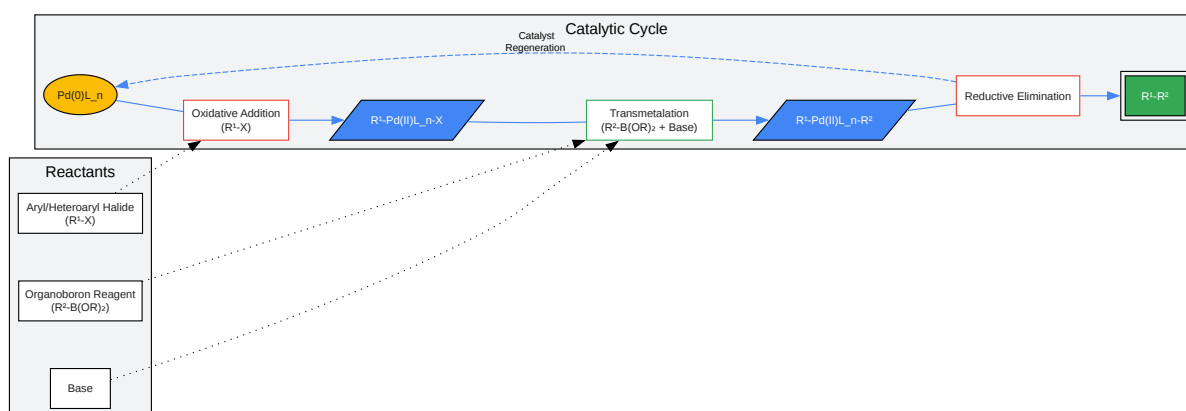 Catalytic Cycle
Catalyst
Regeneration
Pd(0)L_n
Oxidative Addition
(R¹-X)
R¹-Pd(II)L_n-X
Transmetalation
(R²-B(OR)₂ + Base)
R¹-Pd(II)L_n-R²
Reductive Elimination
R¹-R²
Reactants
Aryl/Heteroaryl Halide
(R¹-X)
Organoboron Reagent
(R²-B(OR)₂)
Base